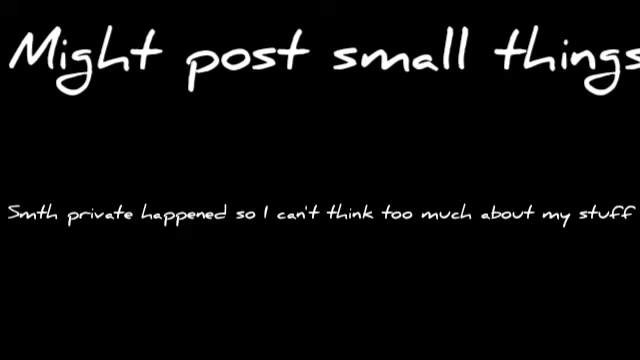 Might post small things
Smth private happened so I can't think too much about my stuff